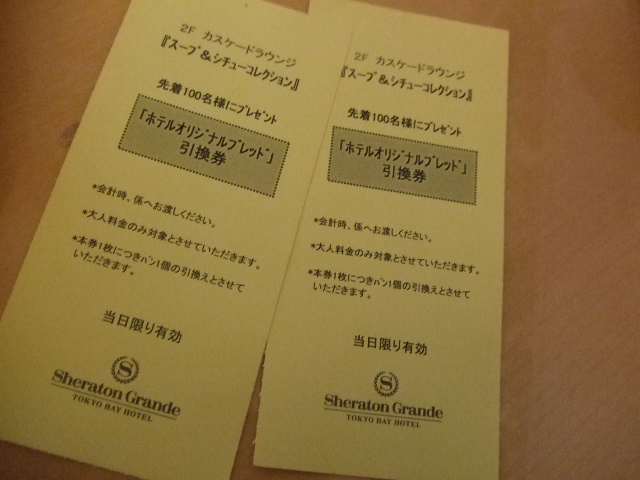 2F カスケードラウンジ
『スープ&シチューコレクション』
先着100名様にプレゼント
「ホテルオリジナルブレッド」
引換券
*会計時、係へお渡しください。
*大人料金のみ対象とさせていただきます。
*本券1枚につきパン1個の引換えとさせて
いただきます。
当日限り有効
S
Sheraton Grande
TOKYO BAY HOTEL
2F カスケードラウンジ
『スープ&シチューコレクション』
先着100名様にプレゼント
「ホテルオリジナルブレッド」
引換券
*会計時、係へお渡しください。
*大人料金のみ対象とさせていただきます。
*本券1枚につきパン1個の引換えとさせて
いただきます。
当日限り有効
S
Sheraton Grande
TOKYO BAY HOTEL